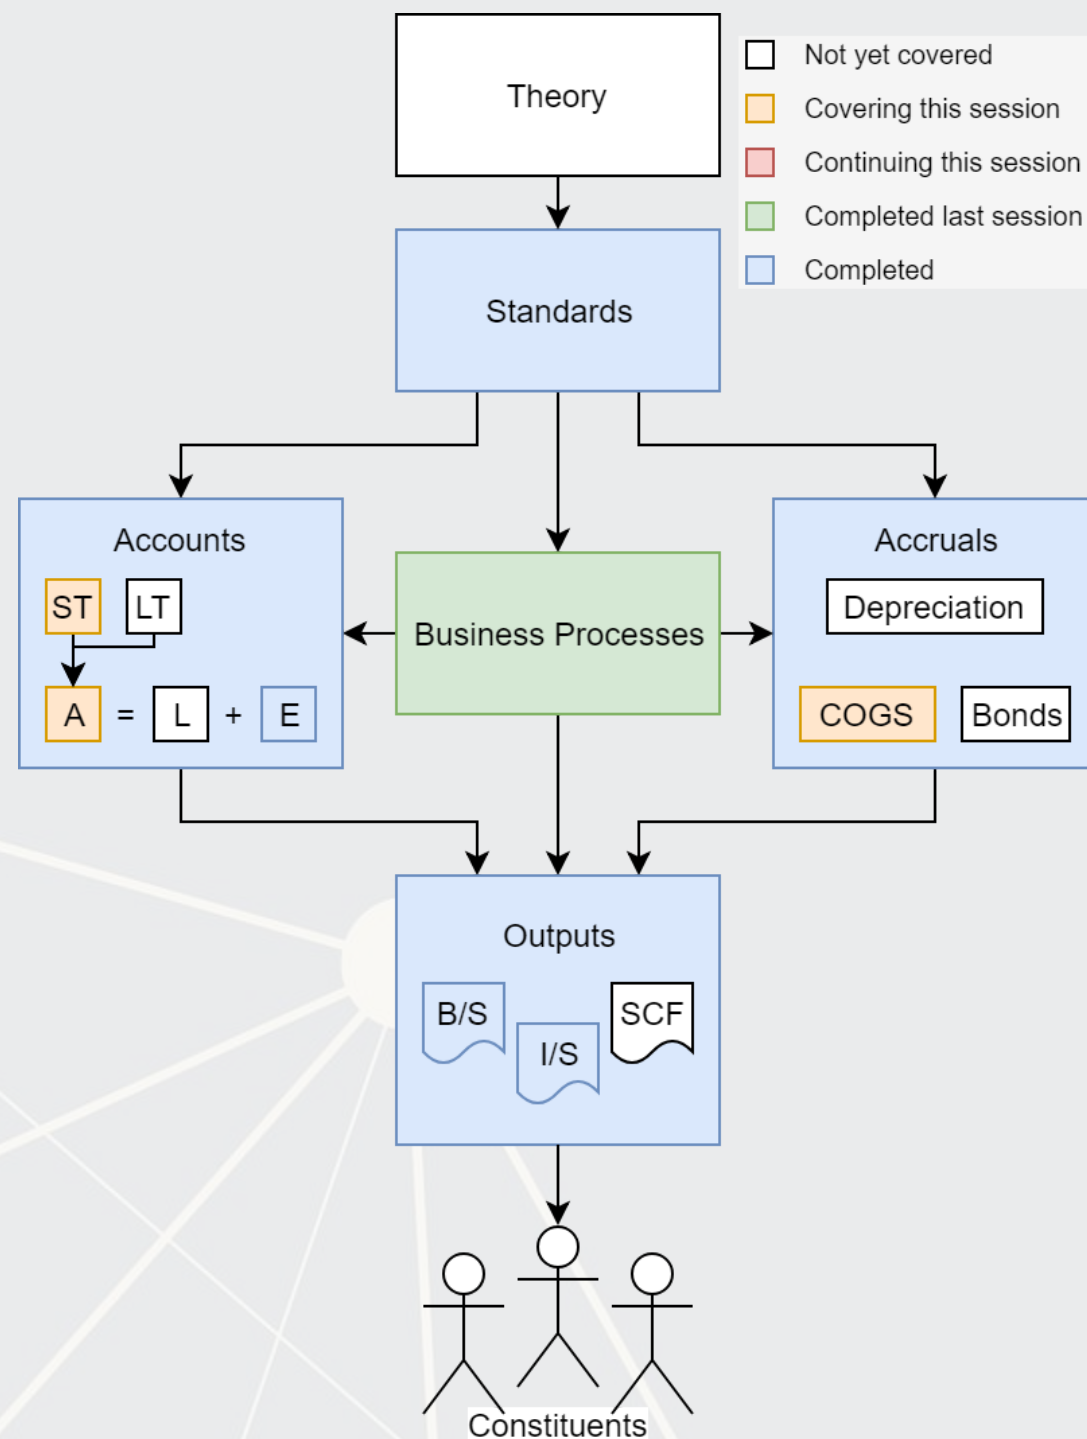 Theory
Not yet covered
Covering this session
Continuing this session
Completed last session
Completed
Standards
Accounts
ST LT
A = L + E
Business Processes
Accruals
Depreciation
COGS Bonds
Outputs
B/S
I/S
SCF
Constituents